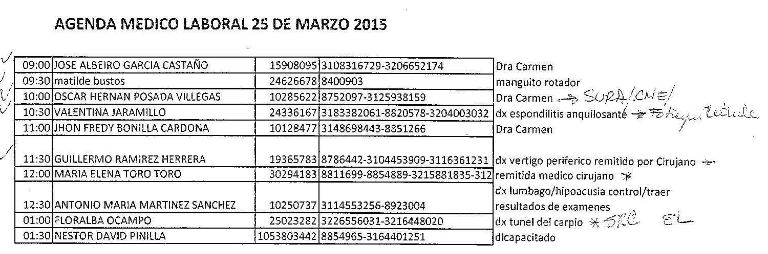 AGENDA MEDICO LABORAL 25 DE MARZO 2015
09:00 JOSE ALBEIRO GARCIA CASTAÑO 15908095 3108316729-3206652174 Dra Carmen
09:30 matilde bustos 24626678 8400903 manguito rotador
10:00 OSCAR HERNAN POSADA VILLEGAS 10285622 8752097-3125938159 Dra Carmen → SURA/CNE/
10:30 VALENTINA JARAMILLO 24336167 3183382061-8820578-3204003032 dx espondilitis anquilosante
11:00 JHON FREDY BONILLA CARDONA 10128477 3148698443-8851266 Dra Carmen
11:30 GUILLERMO RAMIREZ HERRERA 19365783 8786442-3104453909-3116361231 dx vertigo periferico remitido por Cirujano
12:00 MARIA ELENA TORO TORO 30294183 8811699-8854889-3215881835-312 remitida medico cirujano *
dx lumbago/hipoacusia control/traer
12:30 ANTONIO MARIA MARTINEZ SANCHEZ 10250737 3114553256-8923004 resultados de examenes
01:00 FLORALBA OCAMPO 25023282 3226556031-3216448020 dx tunel del carpio * EL
01:30 NESTOR DAVID PINILLA 1053803442 8854965-3164401251 dicapacitado